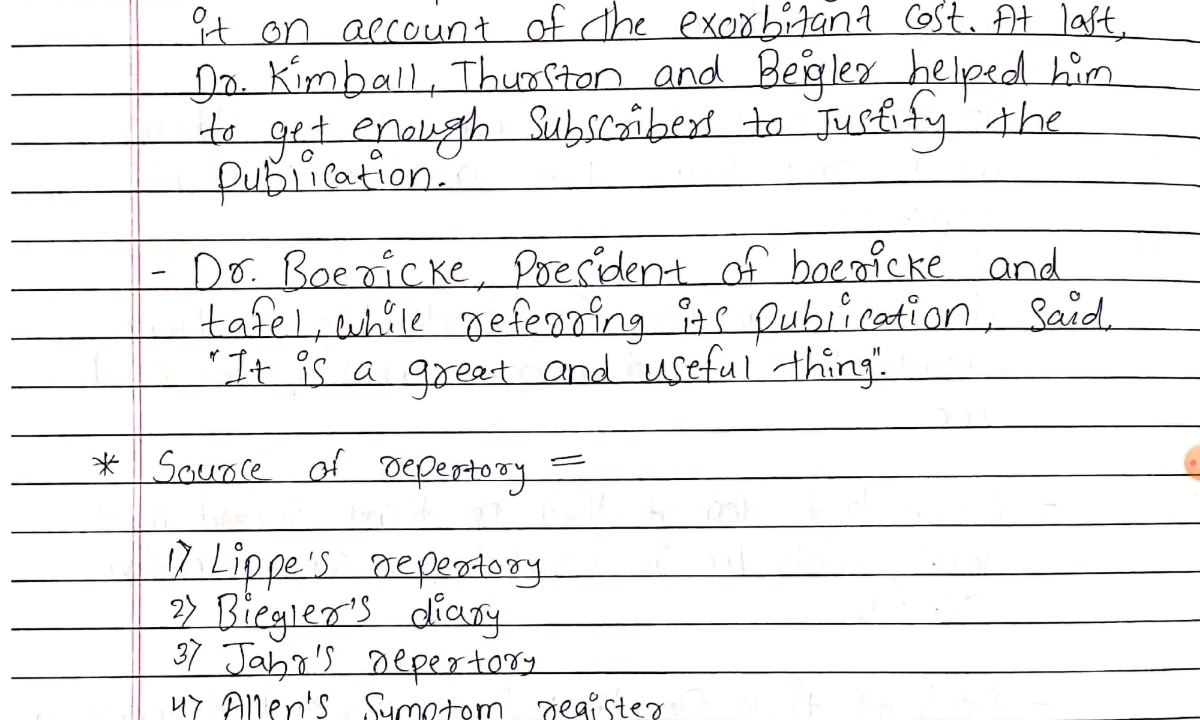 it on account of the exorbitant cost. At last,
Dr. Kimball, Thurston and Beigler helped him
to get enough Subscribers to Justify the
publication.
- Dr. Boericke, President of boericke and
tafel, while referring its publication, Said,
"It is a great and useful thing".
* Source of repertory =
1) Lippe's repertory
2) Biegler's diary
3) Jahr's repertory
4) Allen's Symptom register